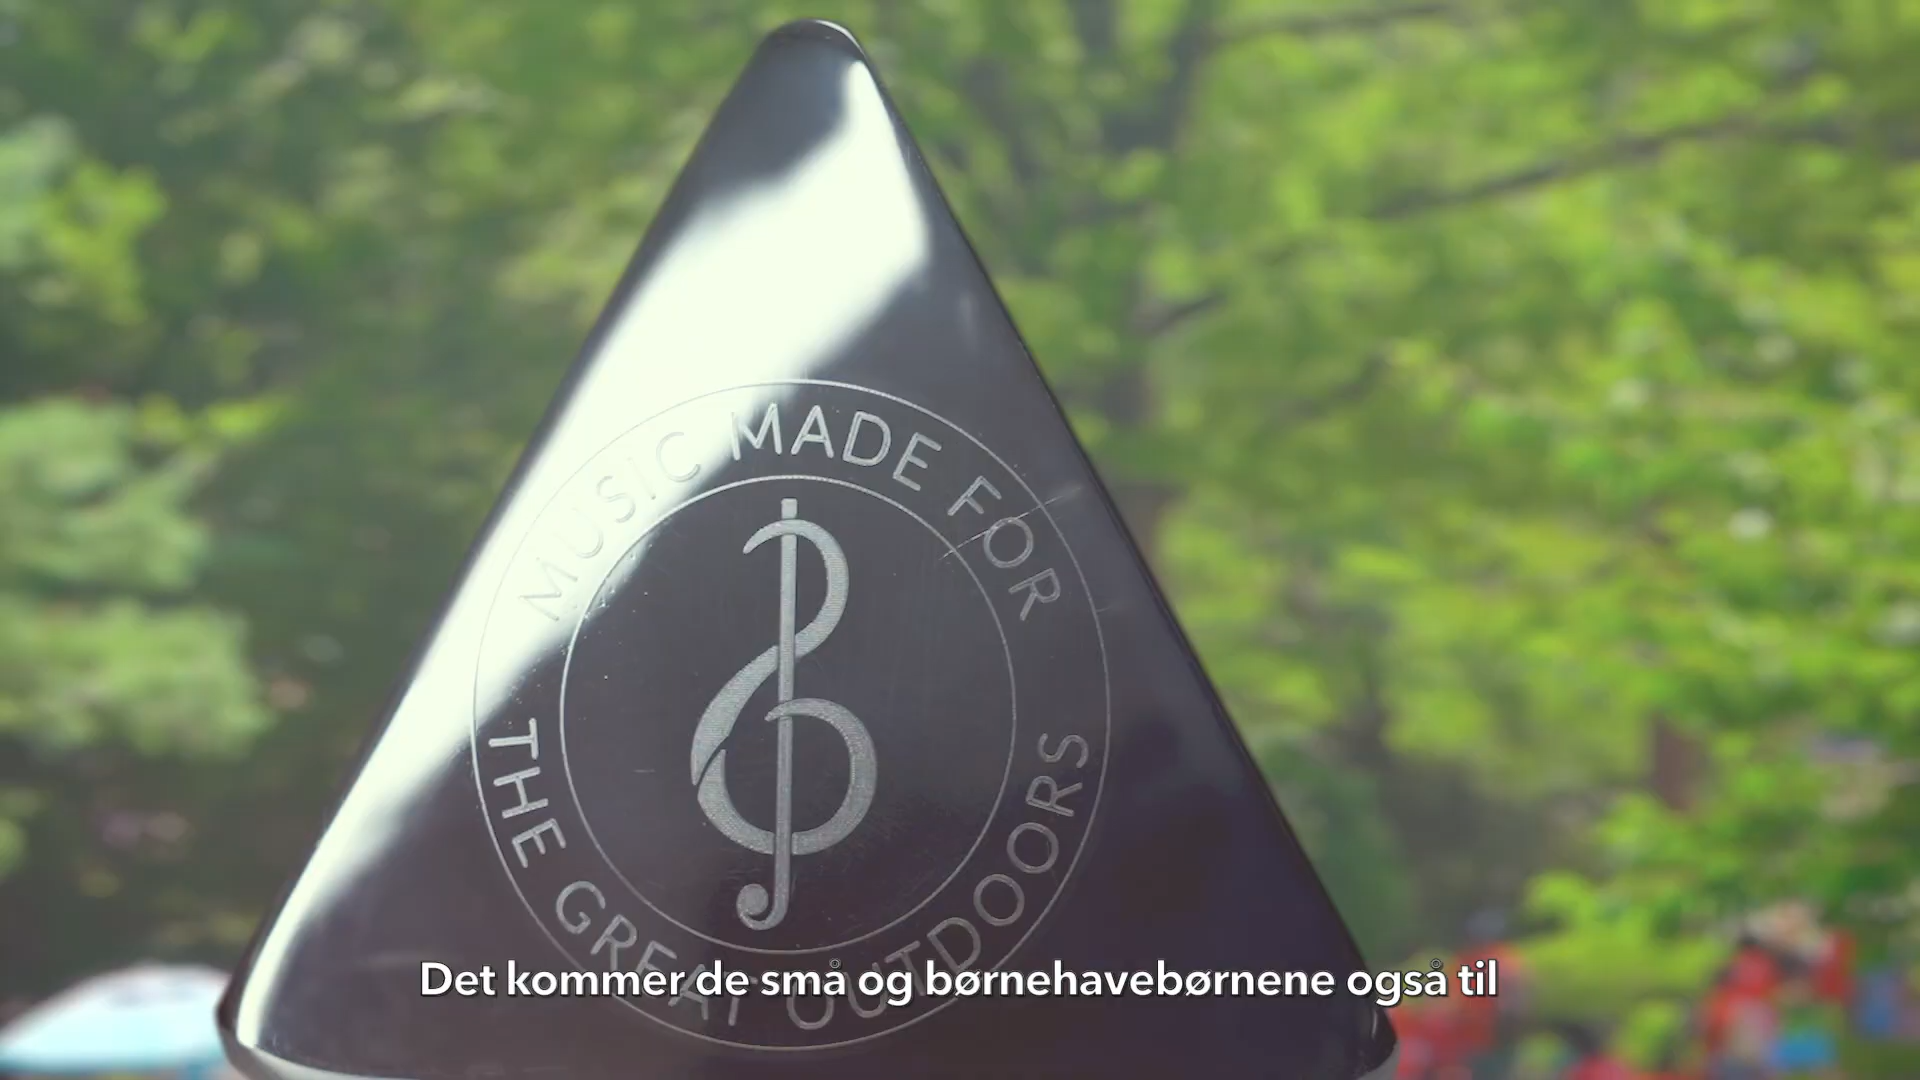 MUSIC MADE FOR
THE GREAT OUTDOORS
Det kommer de små og børnehavebørnene også til